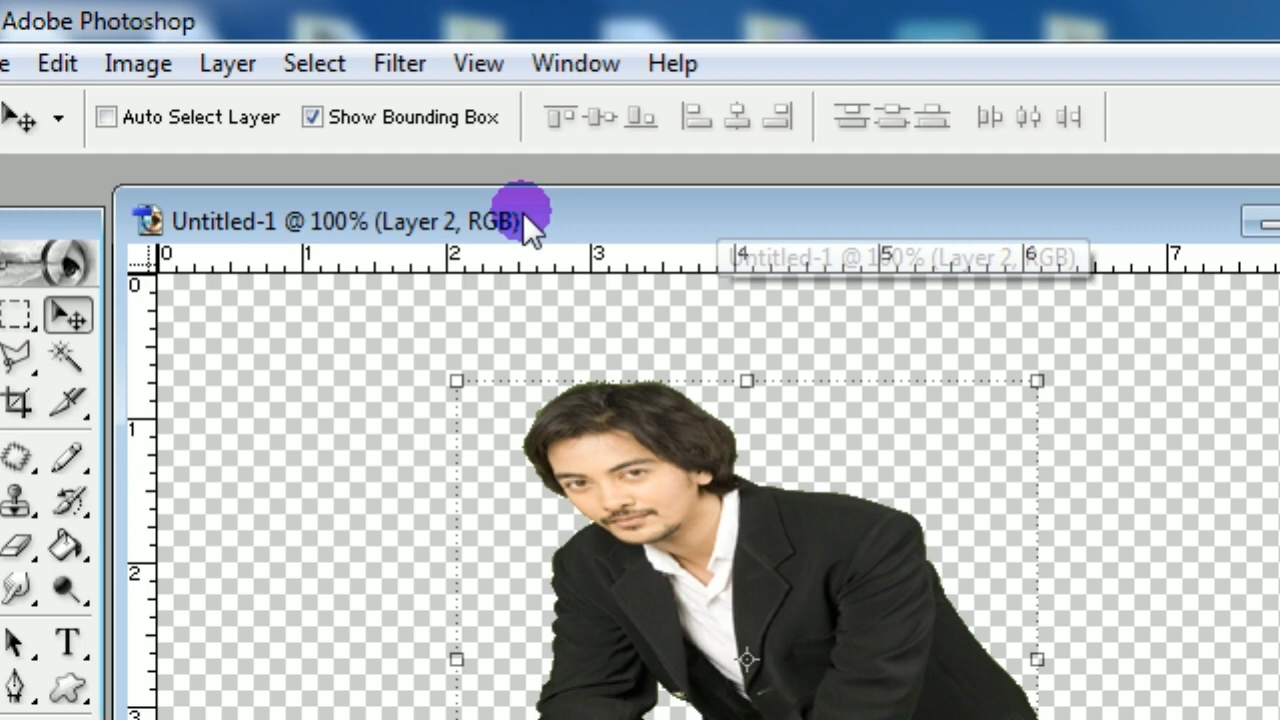 Adobe Photoshop
e Edit Image Layer Select Filter View Window Help
Auto Select Layer Show Bounding Box
Untitled-1 @ 100% (Layer 2, RGB)
0 1 2 3 4 5 6 7
Untitled-1 @ 100% (Layer 2, RGB)
0
1
2
3
T